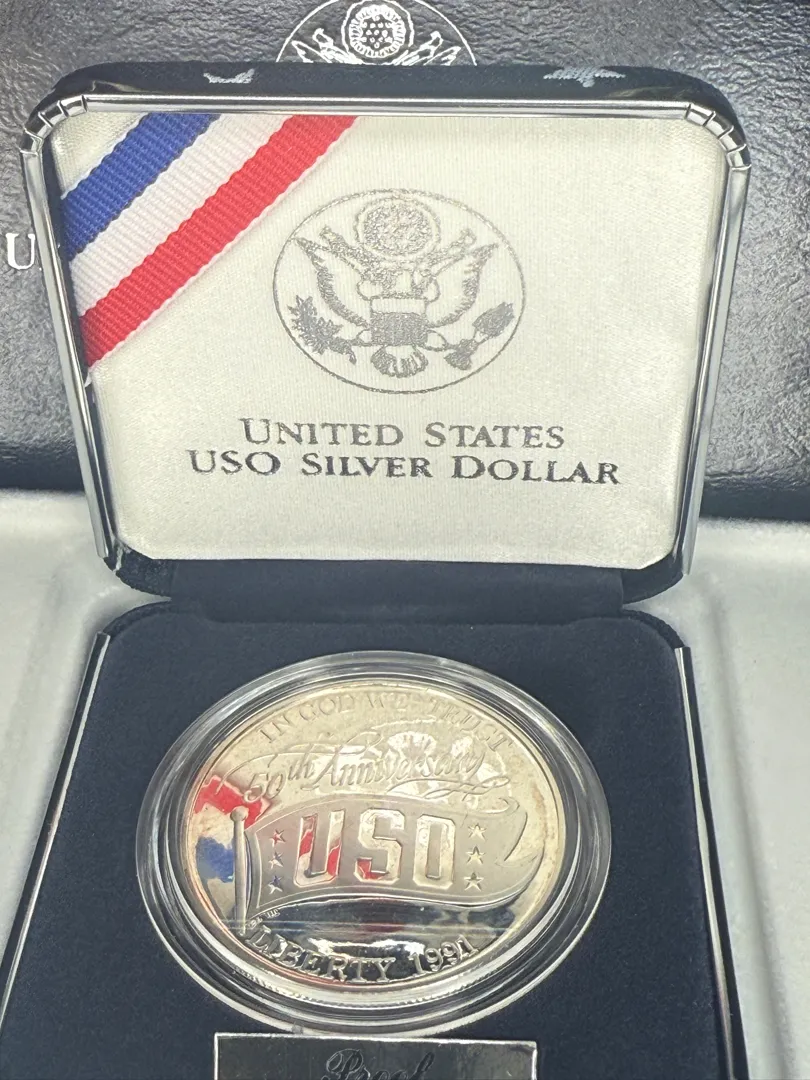 U
UNITED STATES
USO SILVER DOLLAR
IN GOD WE TRUST
50th Anniversary
USO
LIBERTY 1991
Proof